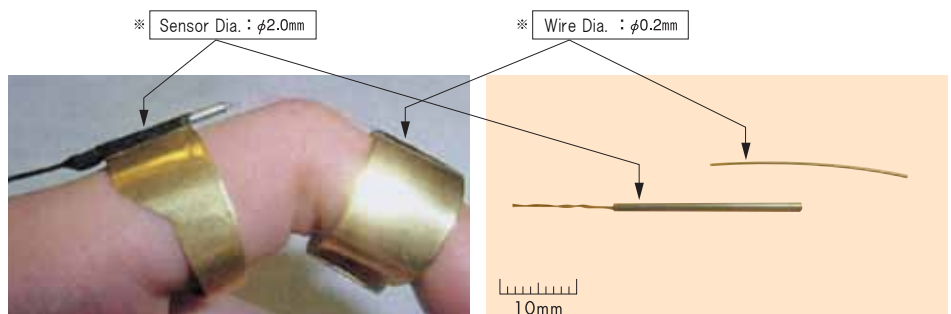 ※ Sensor Dia. : φ2.0mm
※ Wire Dia. : φ0.2mm
10mm